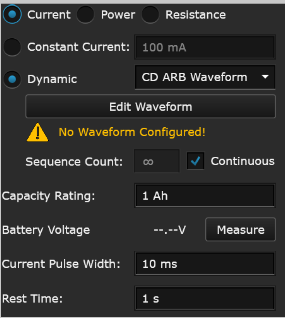 Current Power Resistance
Constant Current: 100 mA
Dynamic CD ARB Waveform
Edit Waveform
No Waveform Configured!
Sequence Count: ∞ Continuous
Capacity Rating: 1 Ah
Battery Voltage --.--V Measure
Current Pulse Width: 10 ms
Rest Time: 1 s